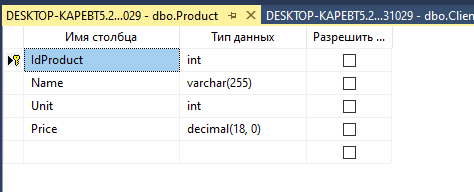 DESKTOP-KAPEBT5.2...029 - dbo.Product DESKTOP-KAPEBT5.2...31029 - dbo.Clien
Имя столбца Тип данных Разрешить ...
IdProduct int
Name varchar(255)
Unit int
Price decimal(18, 0)